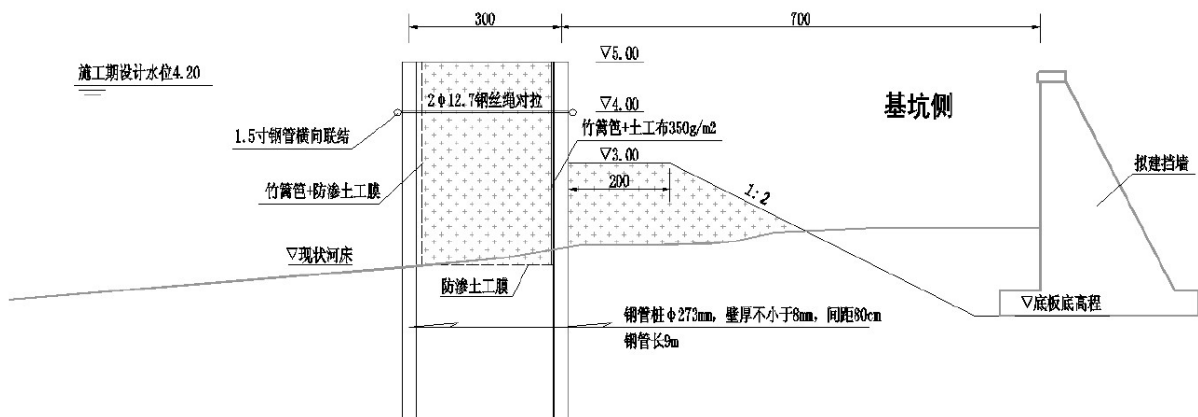 300
700
▽5.00
施工期设计水位4.20
2φ12.7钢丝绳对拉
▽4.00
基坑侧
1.5寸钢管横向联结
竹篱笆+土工布350g/m2
▽3.00
拟建挡墙
竹篱笆+防渗土工膜
200
1:2
▽现状河床
防渗土工膜
▽底板底高程
钢管桩φ273mm, 壁厚不小于8mm, 间距80cm
钢管长9m